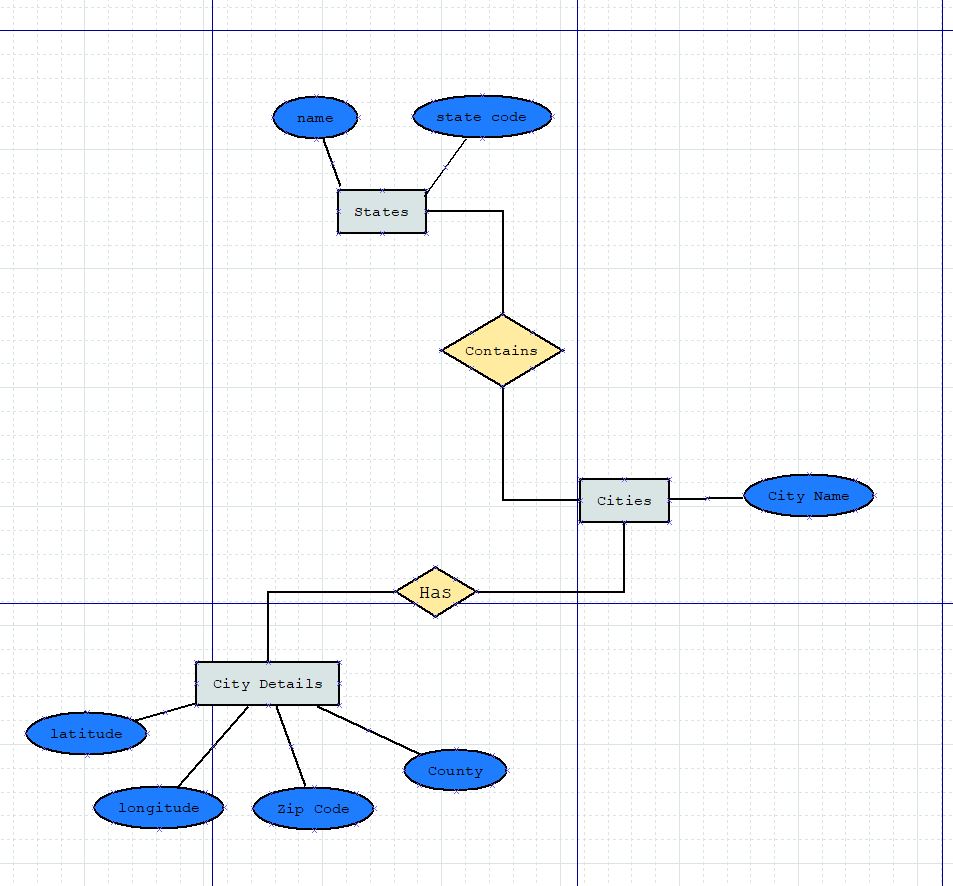 name
state code
States
Contains
Cities
City Name
Has
City Details
latitude
County
longitude
Zip Code